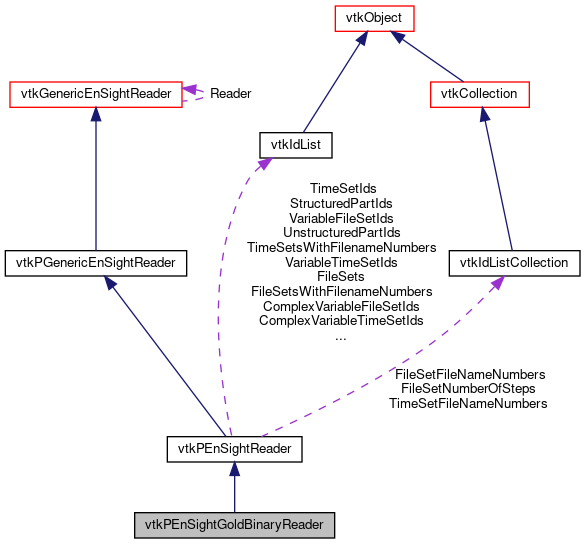 vtkObject
vtkGenericEnSightReader
Reader
vtkCollection
vtkIdList
TimeSetIds
StructuredPartIds
VariableFileSetIds
UnstructuredPartIds
TimeSetsWithFilenameNumbers
VariableTimeSetIds
FileSets
FileSetsWithFilenameNumbers
ComplexVariableFileSetIds
ComplexVariableTimeSetIds
...
vtkPGenericEnSightReader
vtkIdListCollection
FileSetFileNameNumbers
FileSetNumberOfSteps
TimeSetFileNameNumbers
vtkPEnSightReader
vtkPEnSightGoldBinaryReader